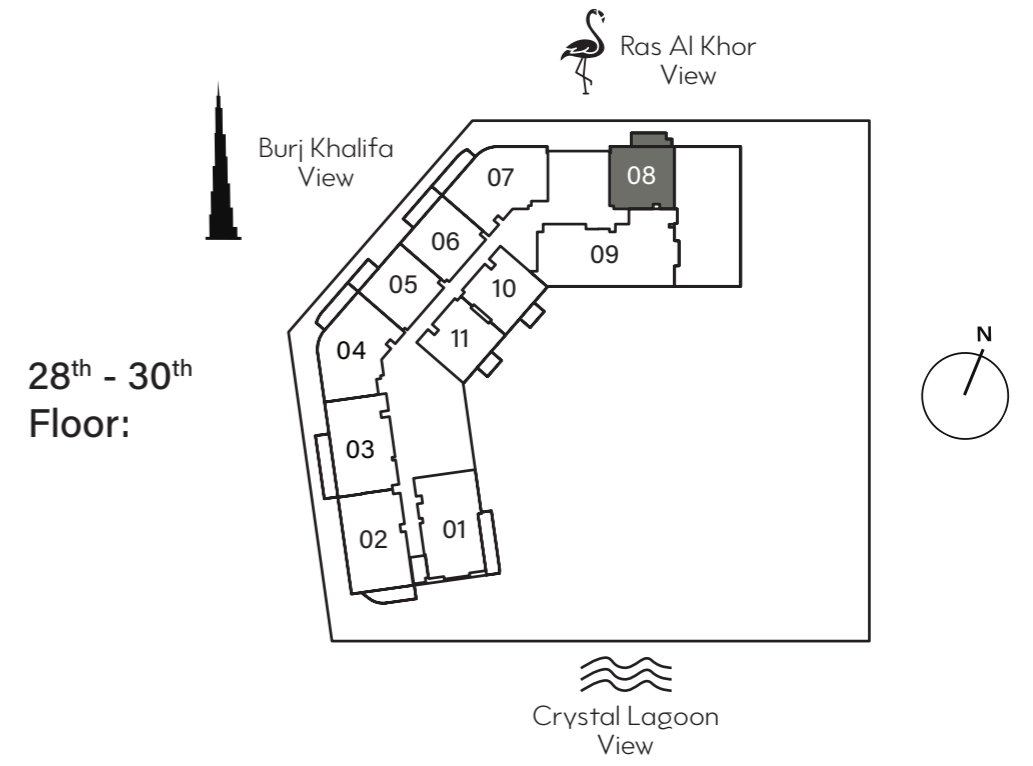 Ras Al Khor
View
Burj Khalifa
View
07
08
06
09
05
10
11
04
N
28th - 30th
Floor:
03
02
01
Crystal Lagoon
View